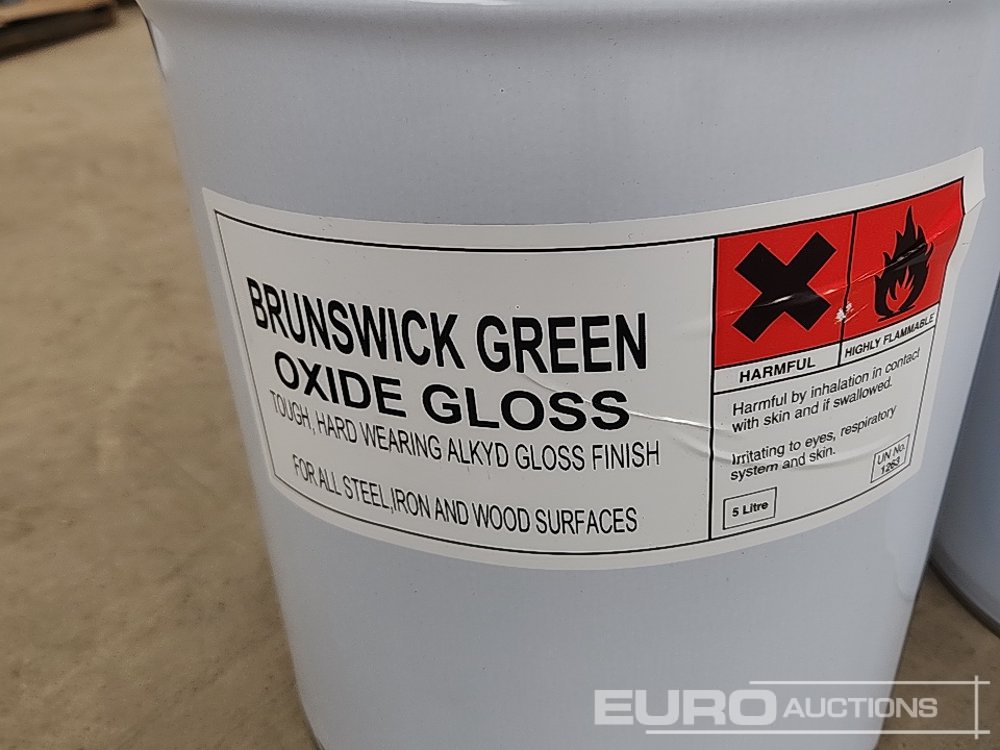 BRUNSWICK GREEN
OXIDE GLOSS
TOUGH, HARD WEARING ALKYD GLOSS FINISH
FOR ALL STEEL,IRON AND WOOD SURFACES
HARMFUL
HIGHLY FLAMMABLE
Harmful by inhalation in contact
with skin and if swallowed.
Irritating to eyes, respiratory
system and skin.
5 Litre
UN No.
1263
EURO AUCTIONS